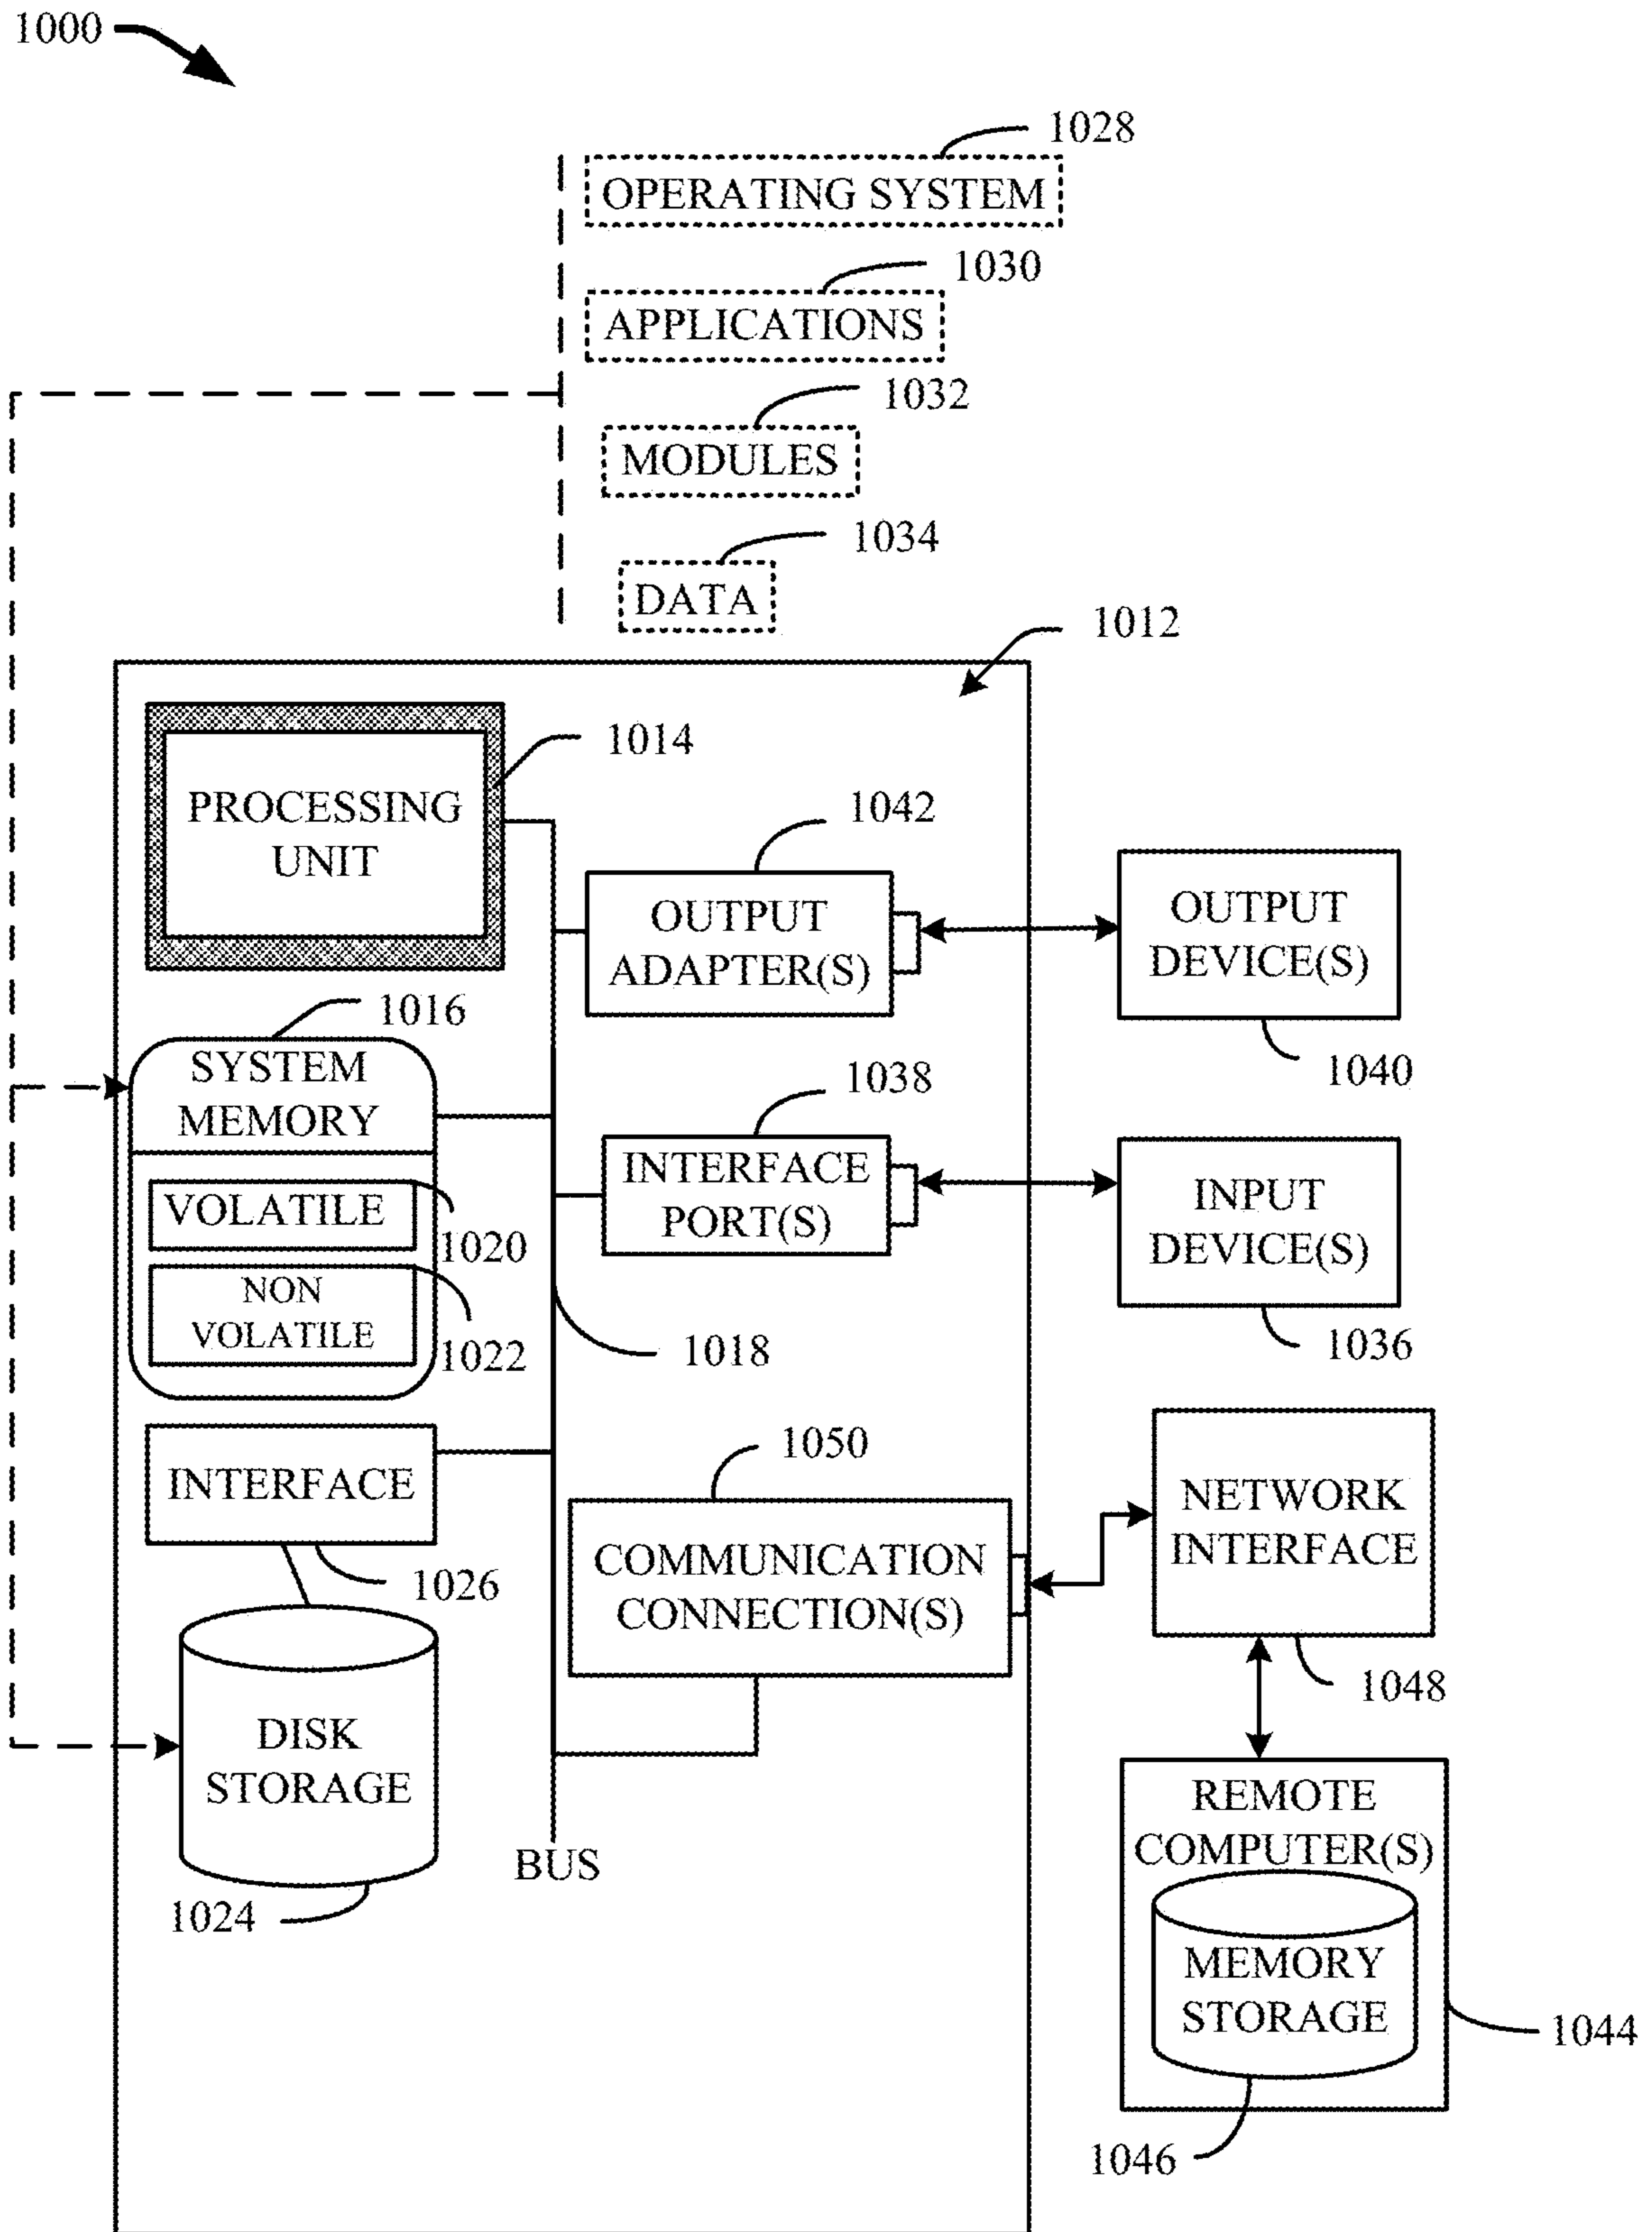 1000
1028
OPERATING SYSTEM
1030
APPLICATIONS
1032
MODULES
1034
DATA
1012
1014
PROCESSING
UNIT
1042
OUTPUT
ADAPTER(S)
OUTPUT
DEVICE(S)
1040
1016
SYSTEM
MEMORY
VOLATILE
1020
NON
VOLATILE
1022
1038
INTERFACE
PORT(S)
INPUT
DEVICE(S)
1036
1018
INTERFACE
1026
1050
COMMUNICATION
CONNECTION(S)
NETWORK
INTERFACE
1048
DISK
STORAGE
1024
BUS
REMOTE
COMPUTER(S)
MEMORY
STORAGE
1044
1046